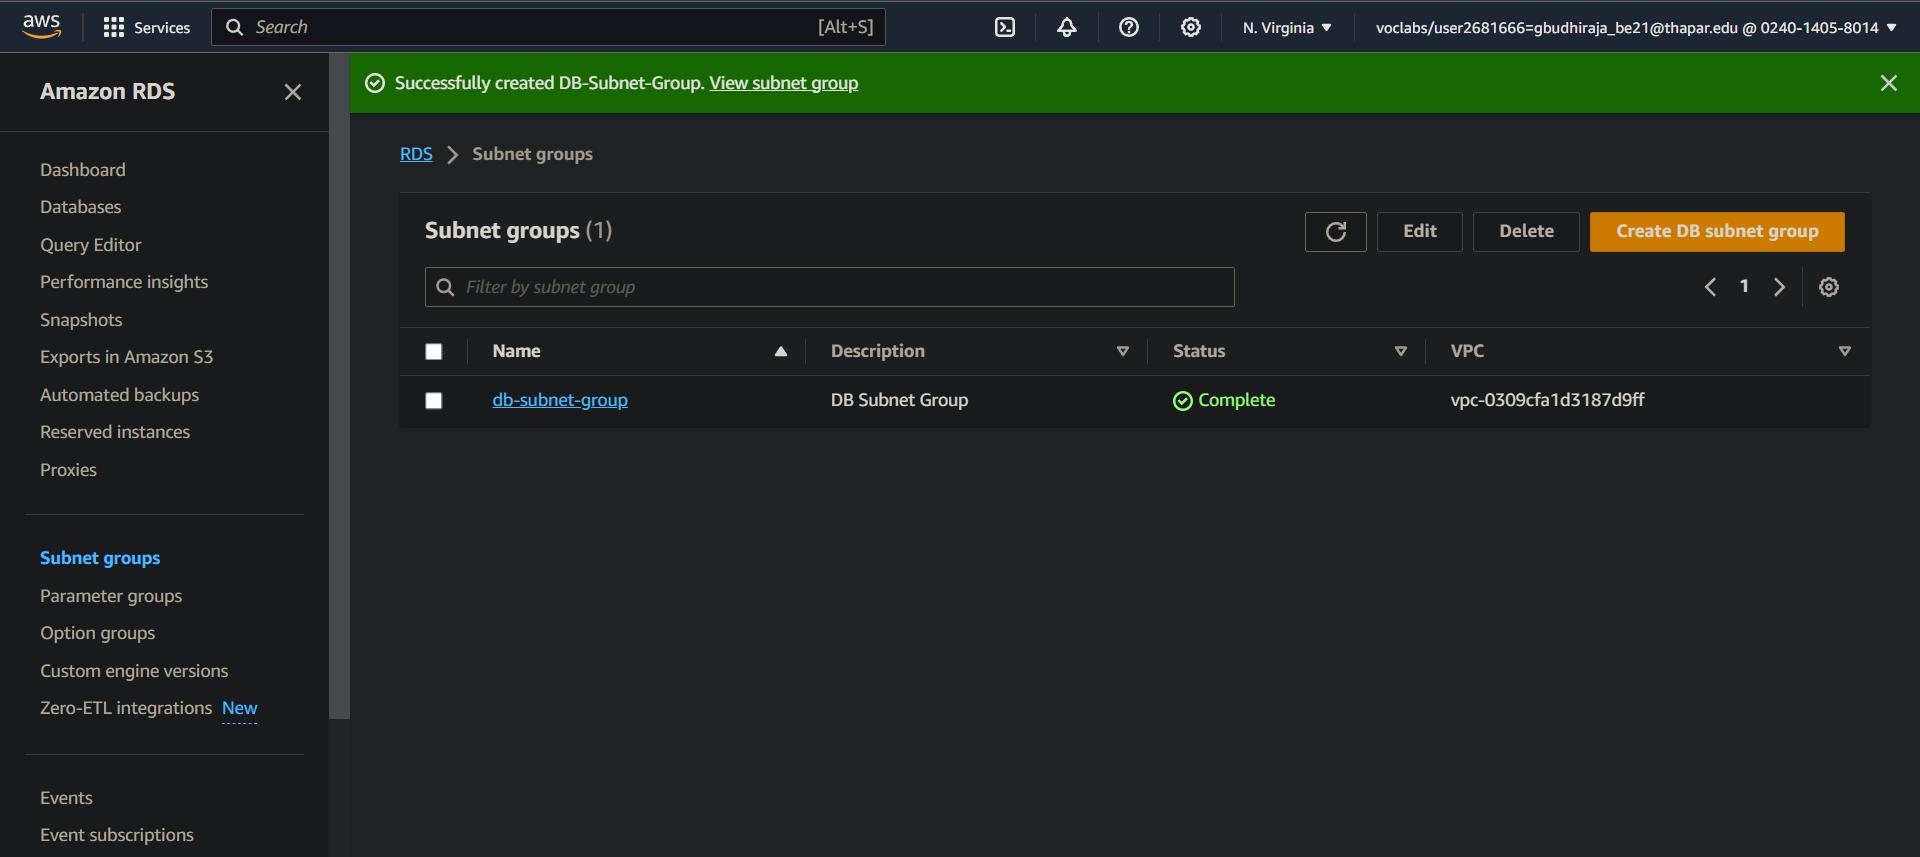 aws
Services
Search
[Alt+S]
N. Virginia
voclabs/user2681666=gbudhiraja_be21@thapar.edu @ 0240-1405-8014
Amazon RDS
Dashboard
Databases
Query Editor
Performance insights
Snapshots
Exports in Amazon S3
Automated backups
Reserved instances
Proxies
Subnet groups
Parameter groups
Option groups
Custom engine versions
Zero-ETL integrations New
Events
Event subscriptions
Successfully created DB-Subnet-Group. View subnet group
RDS
Subnet groups
Subnet groups (1)
Edit
Delete
Create DB subnet group
Filter by subnet group
1
Name Description Status VPC
db-subnet-group DB Subnet Group Complete vpc-0309cfa1d3187d9ff